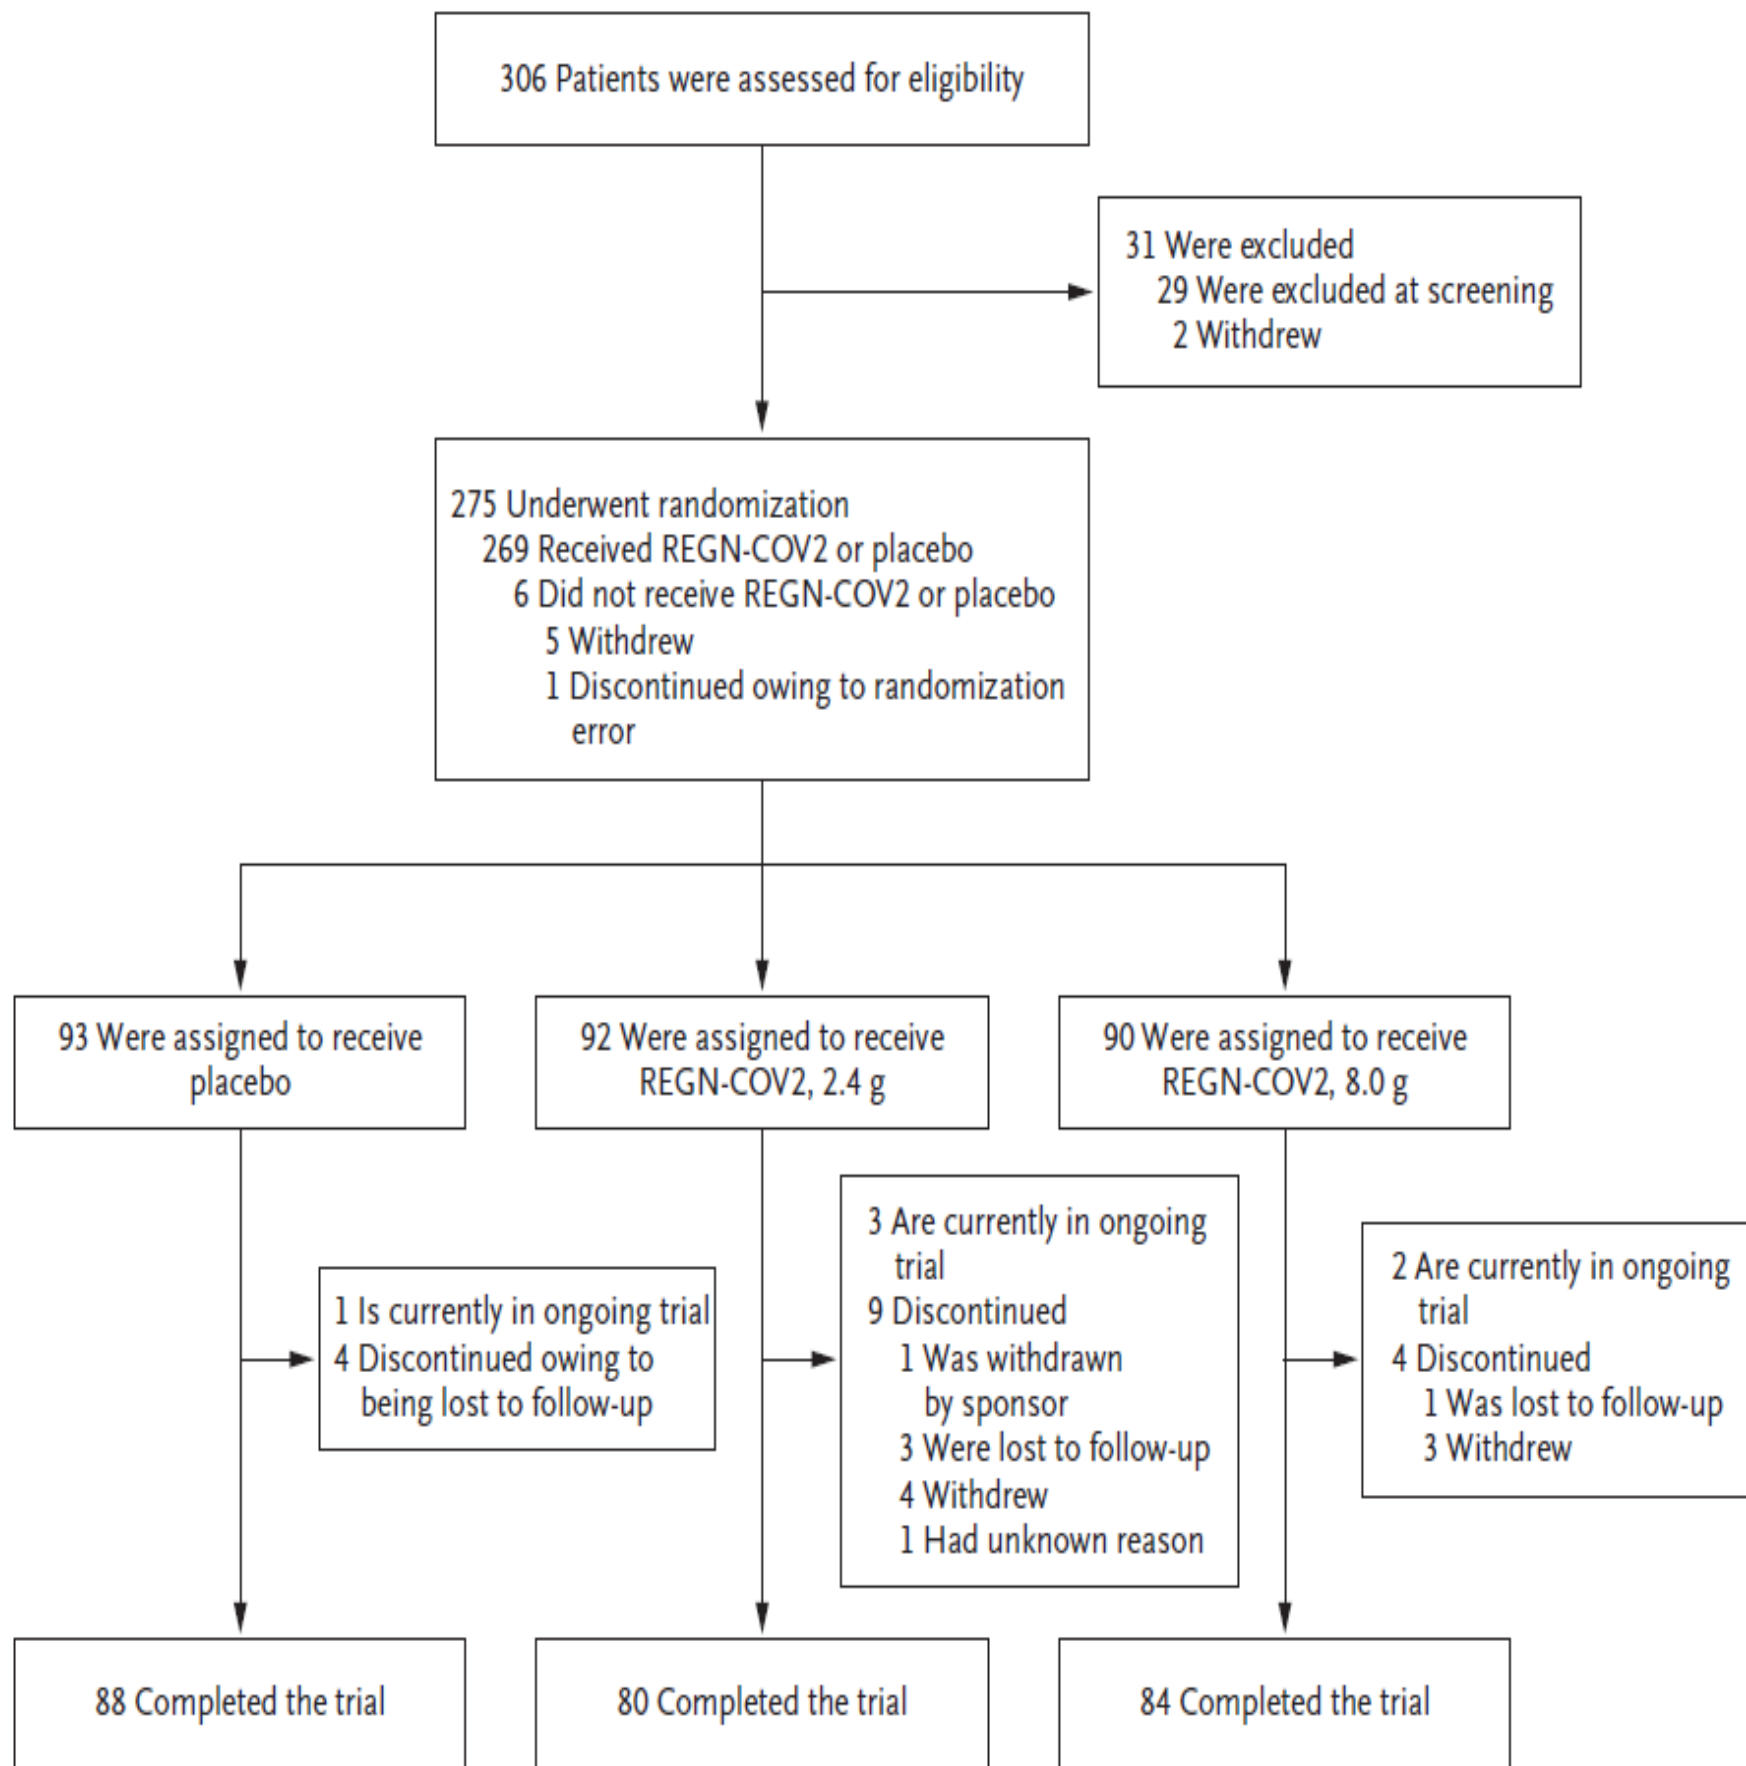 306 Patients were assessed for eligibility
31 Were excluded
29 Were excluded at screening
2 Withdrew
275 Underwent randomization
269 Received REGN-COV2 or placebo
6 Did not receive REGN-COV2 or placebo
5 Withdrew
1 Discontinued owing to randomization
error
93 Were assigned to receive
placebo
92 Were assigned to receive
REGN-COV2, 2.4 g
90 Were assigned to receive
REGN-COV2, 8.0 g
1 Is currently in ongoing trial
4 Discontinued owing to
being lost to follow-up
3 Are currently in ongoing
trial
9 Discontinued
1 Was withdrawn
by sponsor
3 Were lost to follow-up
4 Withdrew
1 Had unknown reason
2 Are currently in ongoing
trial
4 Discontinued
1 Was lost to follow-up
3 Withdrew
88 Completed the trial
80 Completed the trial
84 Completed the trial